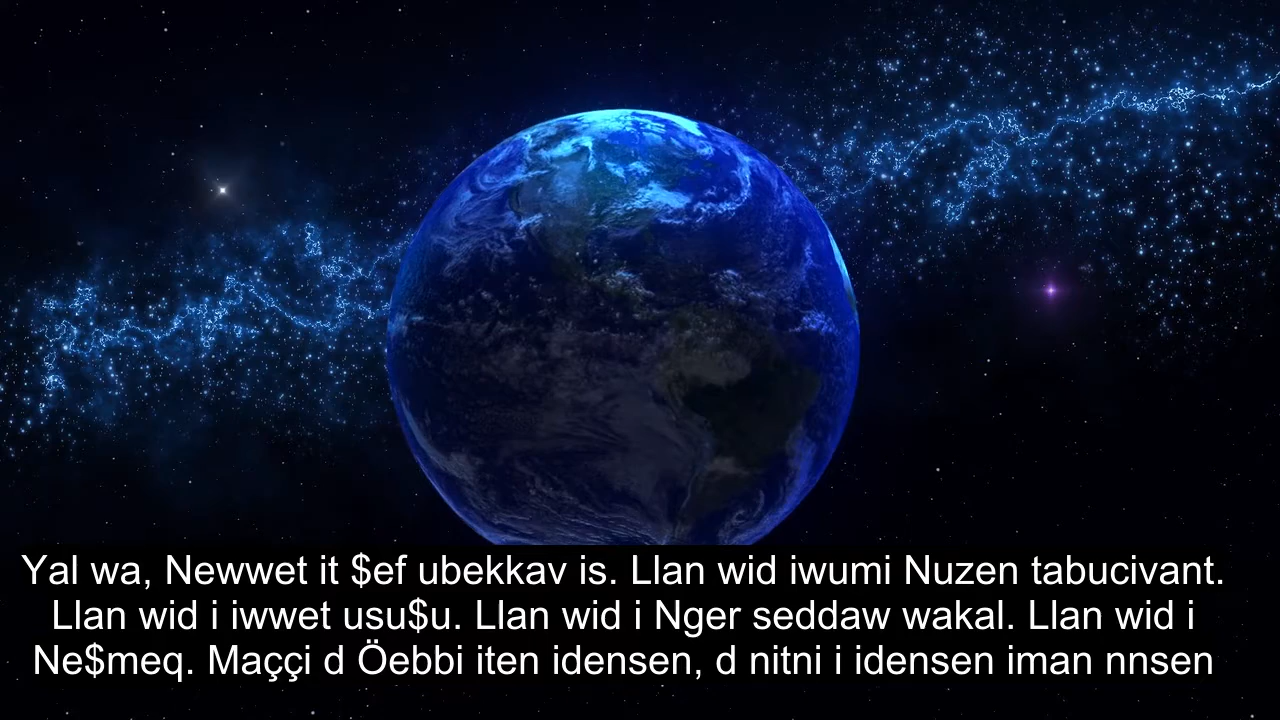 Yal wa, Newwet it $ef ubekkav is. Llan wid iwumi Nuzen tabucivant.
Llan wid i iwwet usu$u. Llan wid i Nger seddaw wakal. Llan wid i
Ne$meq. Maççi d Öebbi iten idensen, d nitni i idensen iman nnsen